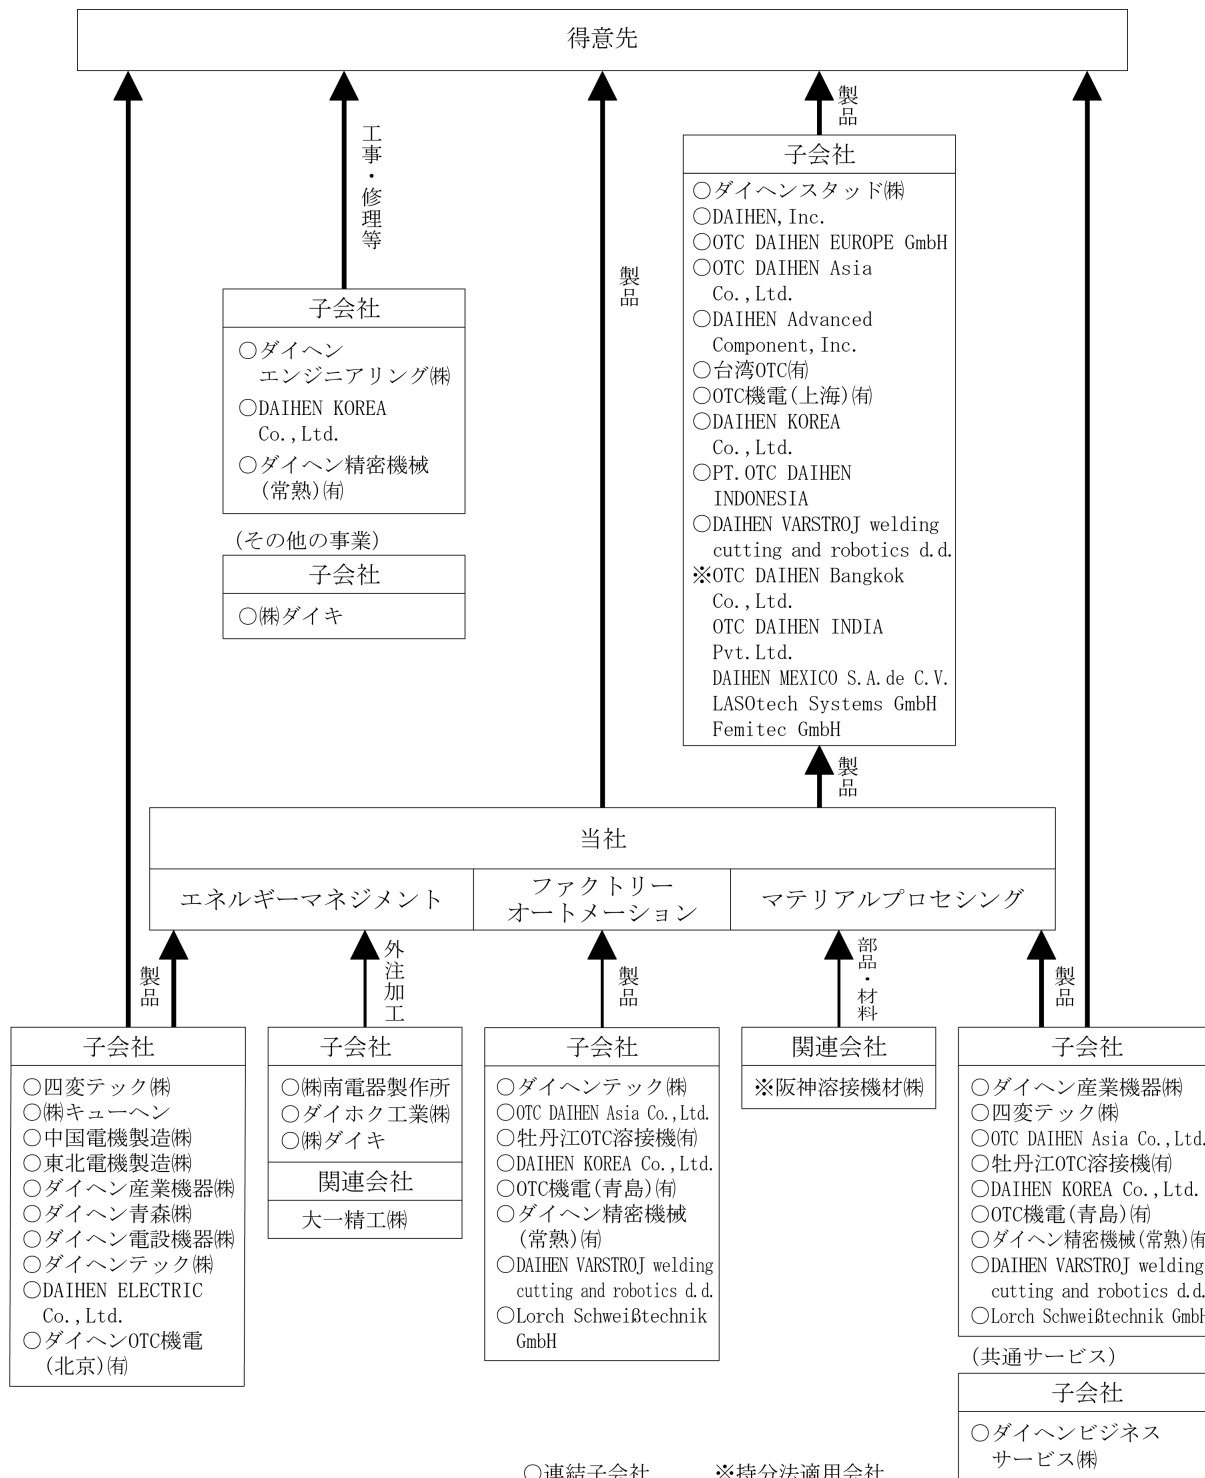 得意先
工事・修理等
製品
製品
子会社
○ダイヘンスタッド㈱
○DAIHEN, Inc.
○OTC DAIHEN EUROPE GmbH
○OTC DAIHEN Asia
Co.,Ltd.
○DAIHEN Advanced
Component, Inc.
○台湾OTC㈲
○OTC機電(上海)㈲
○DAIHEN KOREA
Co.,Ltd.
○PT.OTC DAIHEN
INDONESIA
○DAIHEN VARSTROJ welding
cutting and robotics d.d.
※OTC DAIHEN Bangkok
Co.,Ltd.
OTC DAIHEN INDIA
Pvt.Ltd.
DAIHEN MEXICO S.A.de C.V.
LASOtech Systems GmbH
Femitec GmbH
子会社
○ダイヘン
エンジニアリング㈱
○DAIHEN KOREA
Co.,Ltd.
○ダイヘン精密機械
(常熟)㈲
(その他の事業)
子会社
○㈱ダイキ
製品
当社
エネルギーマネジメント
ファクトリー
オートメーション
マテリアルプロセシング
製品
外注加工
製品
部品・材料
製品
子会社
○四変テック㈱
○㈱キューヘン
○中国電機製造㈱
○東北電機製造㈱
○ダイヘン産業機器㈱
○ダイヘン青森㈱
○ダイヘン電設機器㈱
○ダイヘンテック㈱
○DAIHEN ELECTRIC
Co.,Ltd.
○ダイヘンOTC機電
(北京)㈲
子会社
○㈱南電器製作所
○ダイホク工業㈱
○㈱ダイキ
関連会社
大一精工㈱
子会社
○ダイヘンテック㈱
○OTC DAIHEN Asia Co.,Ltd.
○牡丹江OTC溶接機㈲
○DAIHEN KOREA Co.,Ltd.
○OTC機電(青島)㈲
○ダイヘン精密機械
(常熟)㈲
○DAIHEN VARSTROJ welding
cutting and robotics d.d.
○Lorch Schweißtechnik
GmbH
関連会社
※阪神溶接機材㈱
子会社
○ダイヘン産業機器㈱
○四変テック㈱
○OTC DAIHEN Asia Co.,Ltd.
○牡丹江OTC溶接機㈲
○DAIHEN KOREA Co.,Ltd.
○OTC機電(青島)㈲
○ダイヘン精密機械(常熟)㈲
○DAIHEN VARSTROJ welding
cutting and robotics d.d.
○Lorch Schweißtechnik GmbH
(共通サービス)
子会社
○ダイヘンビジネス
サービス㈱
○連結子会社 ※持分法適用会社